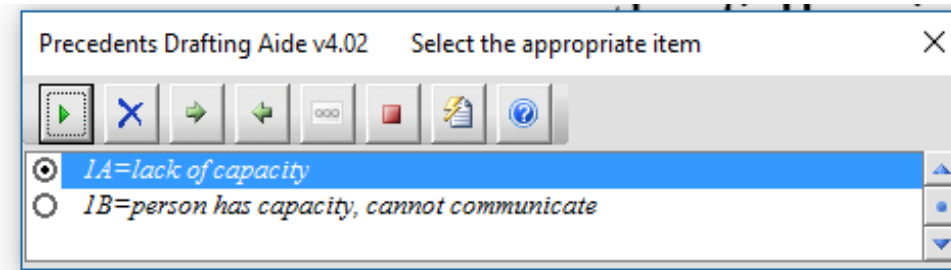 Precedents Drafting Aide v4.02 Select the appropriate item
1A=lack of capacity
1B=person has capacity, cannot communicate